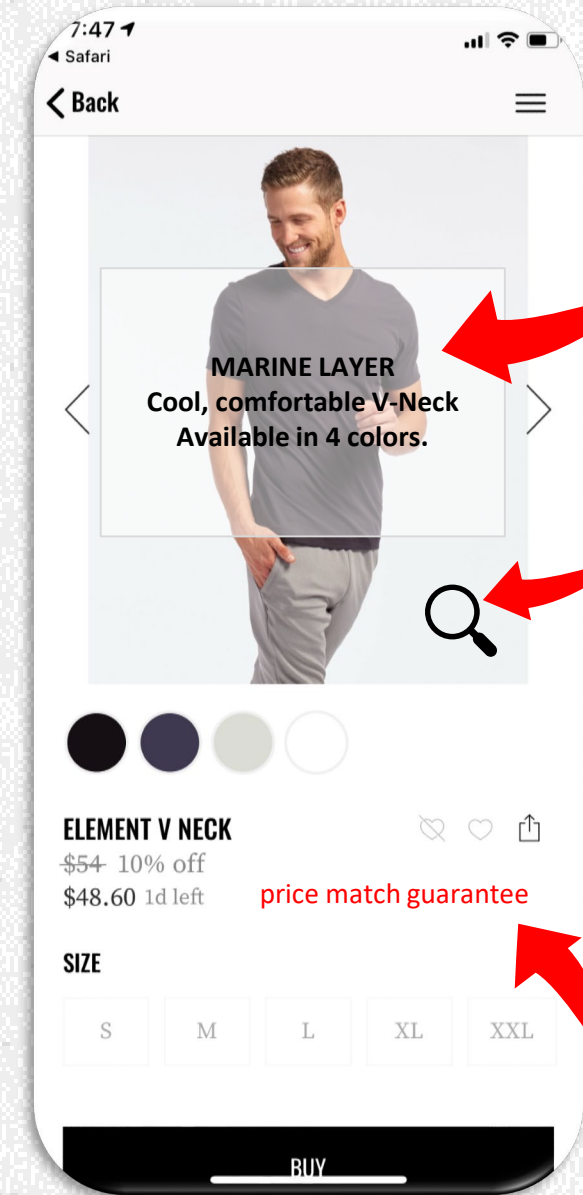 7:47
Safari
Back
MARINE LAYER
Cool, comfortable V-Neck
Available in 4 colors.
ELEMENT V NECK
$54 10% off
$48.60 1d left price match guarantee
SIZE
S M L XL XXL
BUY